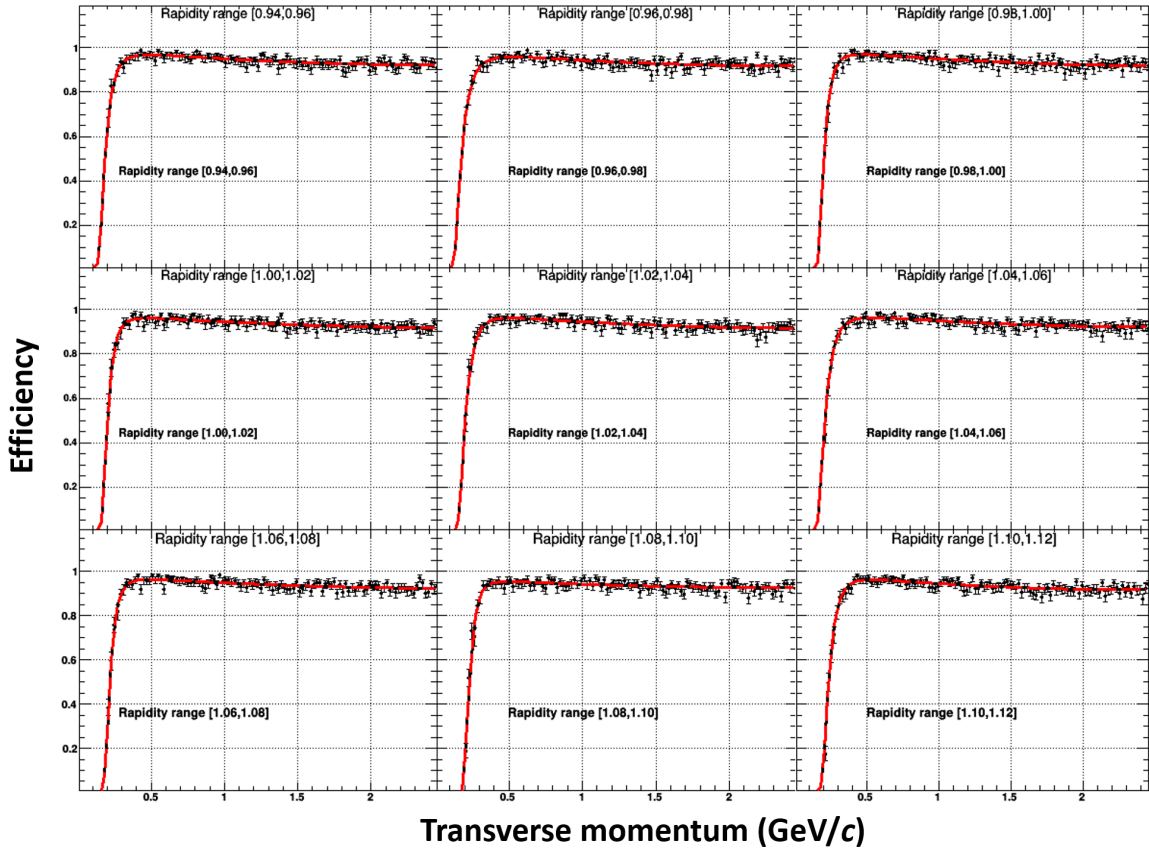 Rapidity range [0.94,0.96]
Rapidity range [0.96,0.98]
Rapidity range [0.98,1.00]
1
0.8
0.6
0.4
0.2
Rapidity range [0.94,0.96]
Rapidity range [0.96,0.98]
Rapidity range [0.98,1.00]
Rapidity range [1.00,1.02]
Rapidity range [1.02,1.04]
Rapidity range [1.04,1.06]
1
0.8
0.6
0.4
0.2
Rapidity range [1.00,1.02]
Rapidity range [1.02,1.04]
Rapidity range [1.04,1.06]
Efficiency
Rapidity range [1.06,1.08]
Rapidity range [1.08,1.10]
Rapidity range [1.10,1.12]
1
0.8
0.6
0.4
0.2
Rapidity range [1.06,1.08]
Rapidity range [1.08,1.10]
Rapidity range [1.10,1.12]
0.5 1 1.5 2 0.5 1 1.5 2 0.5 1 1.5 2
Transverse momentum (GeV/c)